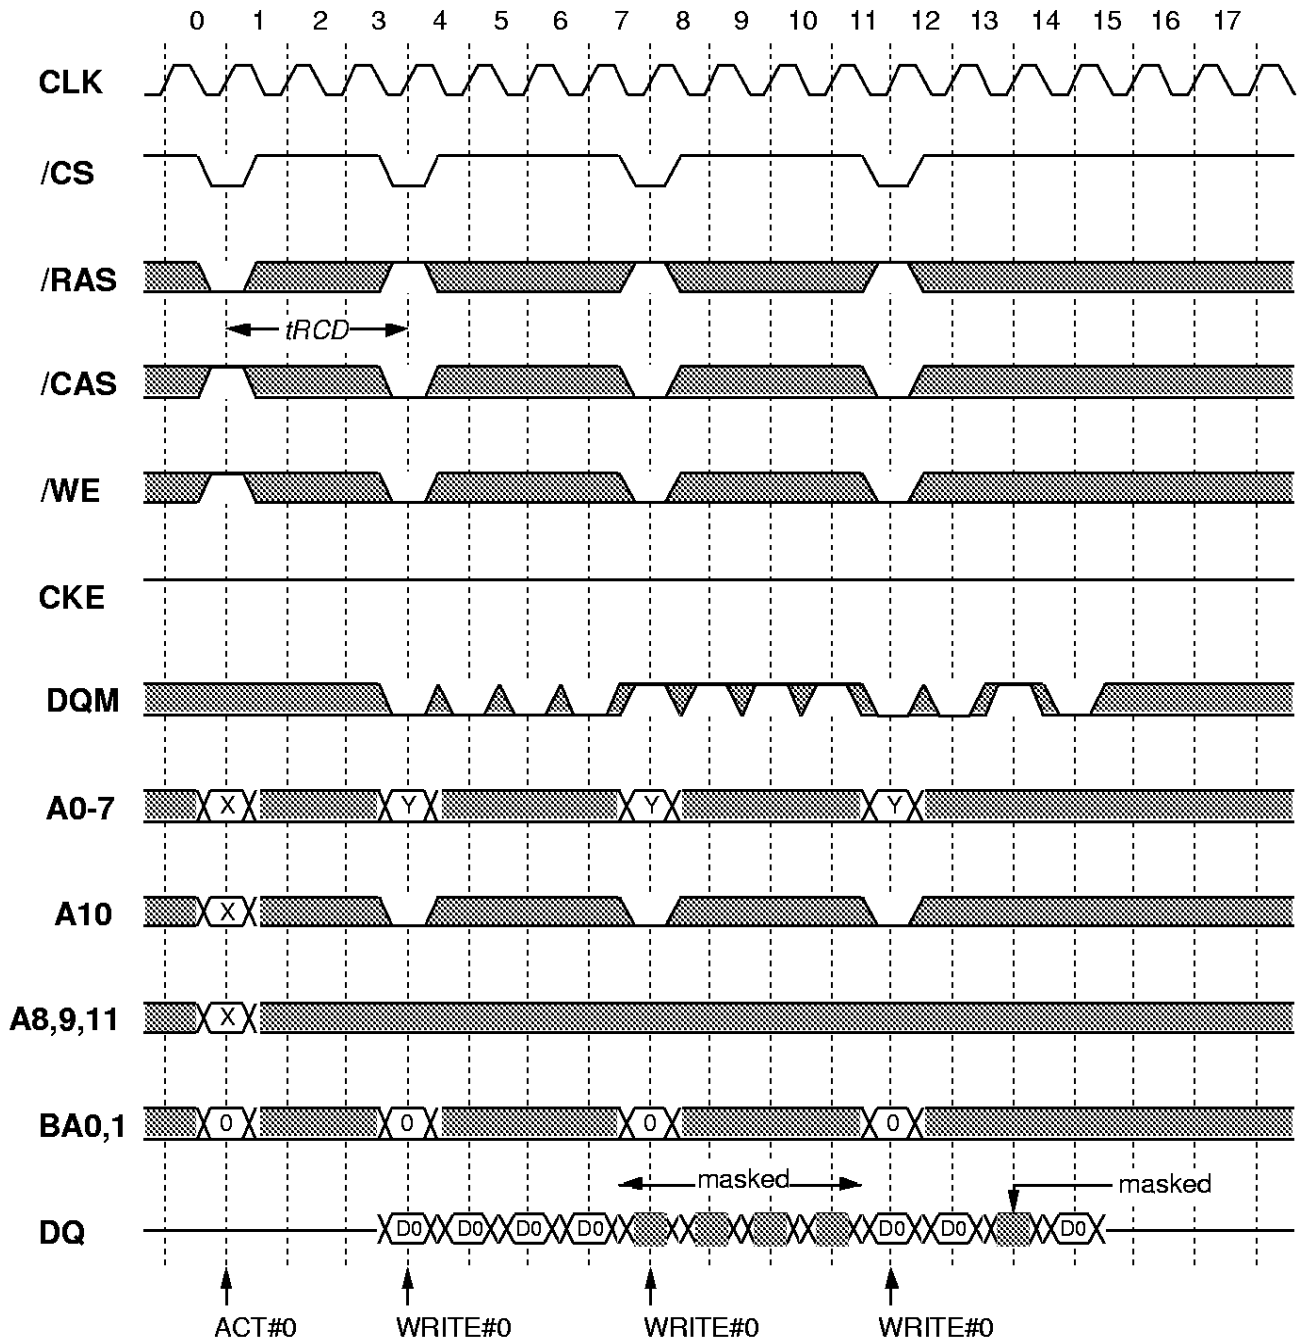 0 1 2 3 4 5 6 7 8 9 10 11 12 13 14 15 16 17
CLK
/CS
/RAS
tRCD
/CAS
/WE
CKE
DQM
A0-7 X Y Y Y
A10 X
A8,9,11 X
BA0,1 0 0 0 0
masked masked
DQ D0 D0 D0 D0 D0 D0 D0
ACT#0 WRITE#0 WRITE#0 WRITE#0